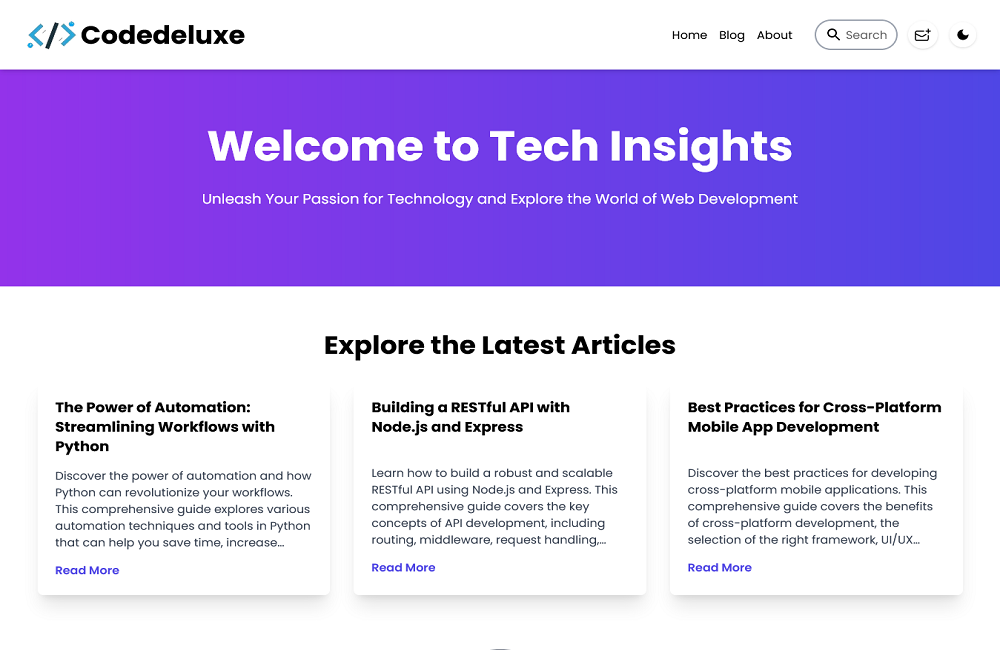 </> Codedeluxe
Home Blog About Search
Welcome to Tech Insights
Unleash Your Passion for Technology and Explore the World of Web Development
Explore the Latest Articles
The Power of Automation:
Streamlining Workflows with
Python
Discover the power of automation and how
Python can revolutionize your workflows.
This comprehensive guide explores various
automation techniques and tools in Python
that can help you save time, increase...
Read More
Building a RESTful API with
Node.js and Express
Learn how to build a robust and scalable
RESTful API using Node.js and Express. This
comprehensive guide covers the key
concepts of API development, including
routing, middleware, request handling,...
Read More
Best Practices for Cross-Platform
Mobile App Development
Discover the best practices for developing
cross-platform mobile applications. This
comprehensive guide covers the benefits
of cross-platform development, the
selection of the right framework, UI/UX...
Read More